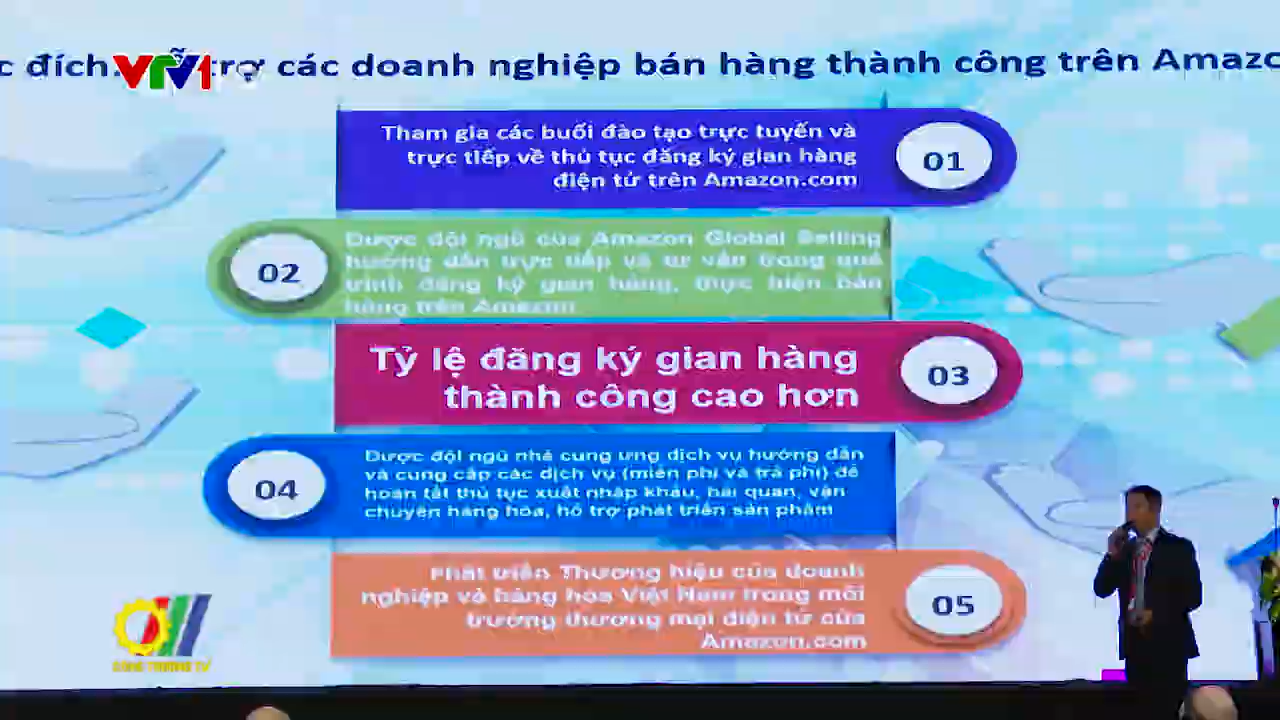 c đích: trợ các doanh nghiệp bán hàng thành công trên Amazo
VTV1
Tham gia các buổi đào tạo trực tuyến và
trực tiếp về thủ tục đăng ký gian hàng
điện tử trên Amazon.com
01
02
Được đội ngũ của Amazon Global Selling
hướng dẫn trực tiếp và tư vấn trong quá
trình đăng ký gian hàng, thực hiện bán
hàng trên Amazon
Tỷ lệ đăng ký gian hàng
thành công cao hơn
03
04
Được đội ngũ nhà cung ứng dịch vụ hướng dẫn
và cung cấp các dịch vụ (miễn phí và trả phí) để
hoàn tất thủ tục xuất nhập khẩu, hải quan, vận
chuyển hàng hóa, hỗ trợ phát triển sản phẩm
Phát triển Thương hiệu của doanh
nghiệp và hàng hóa Việt Nam trong môi
trường thương mại điện tử của
Amazon.com
05
CÔNG THƯƠNG TV